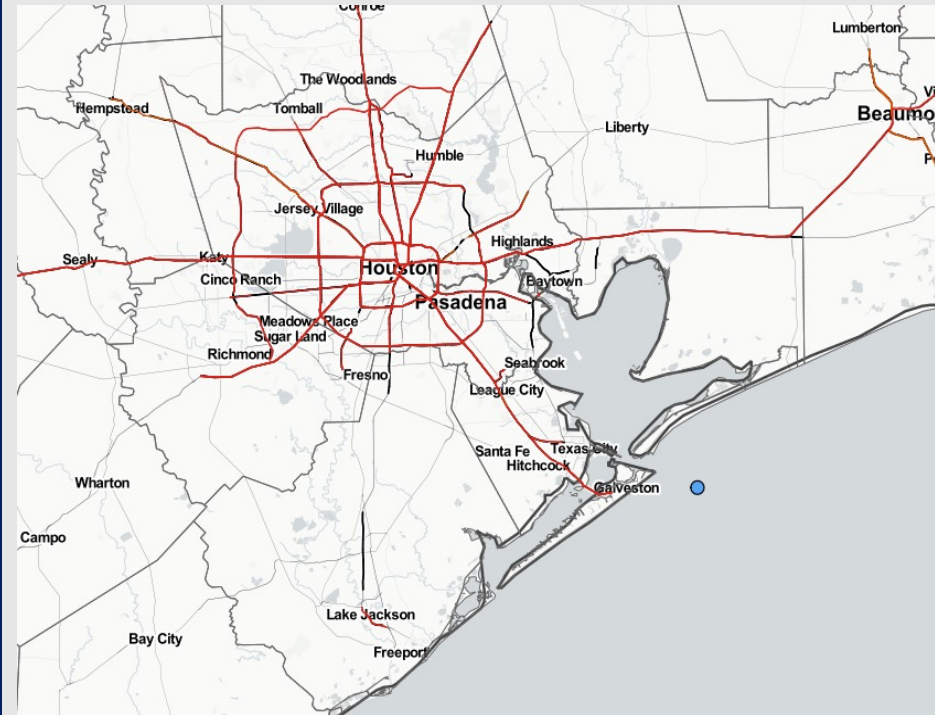 Conroe
Lumberton
The Woodlands
Hempstead
Tomball
Beaumo
Liberty
Humble
Jersey Village
Highlands
Sealy
Katy
Houston
Cinco Ranch
Baytown
Pasadena
Meadows Place
Sugar Land
Richmond
Seabrook
Fresno
League City
Santa Fe
Texas City
Hitchcock
Wharton
Galveston
Campo
Lake Jackson
Bay City
Freeport